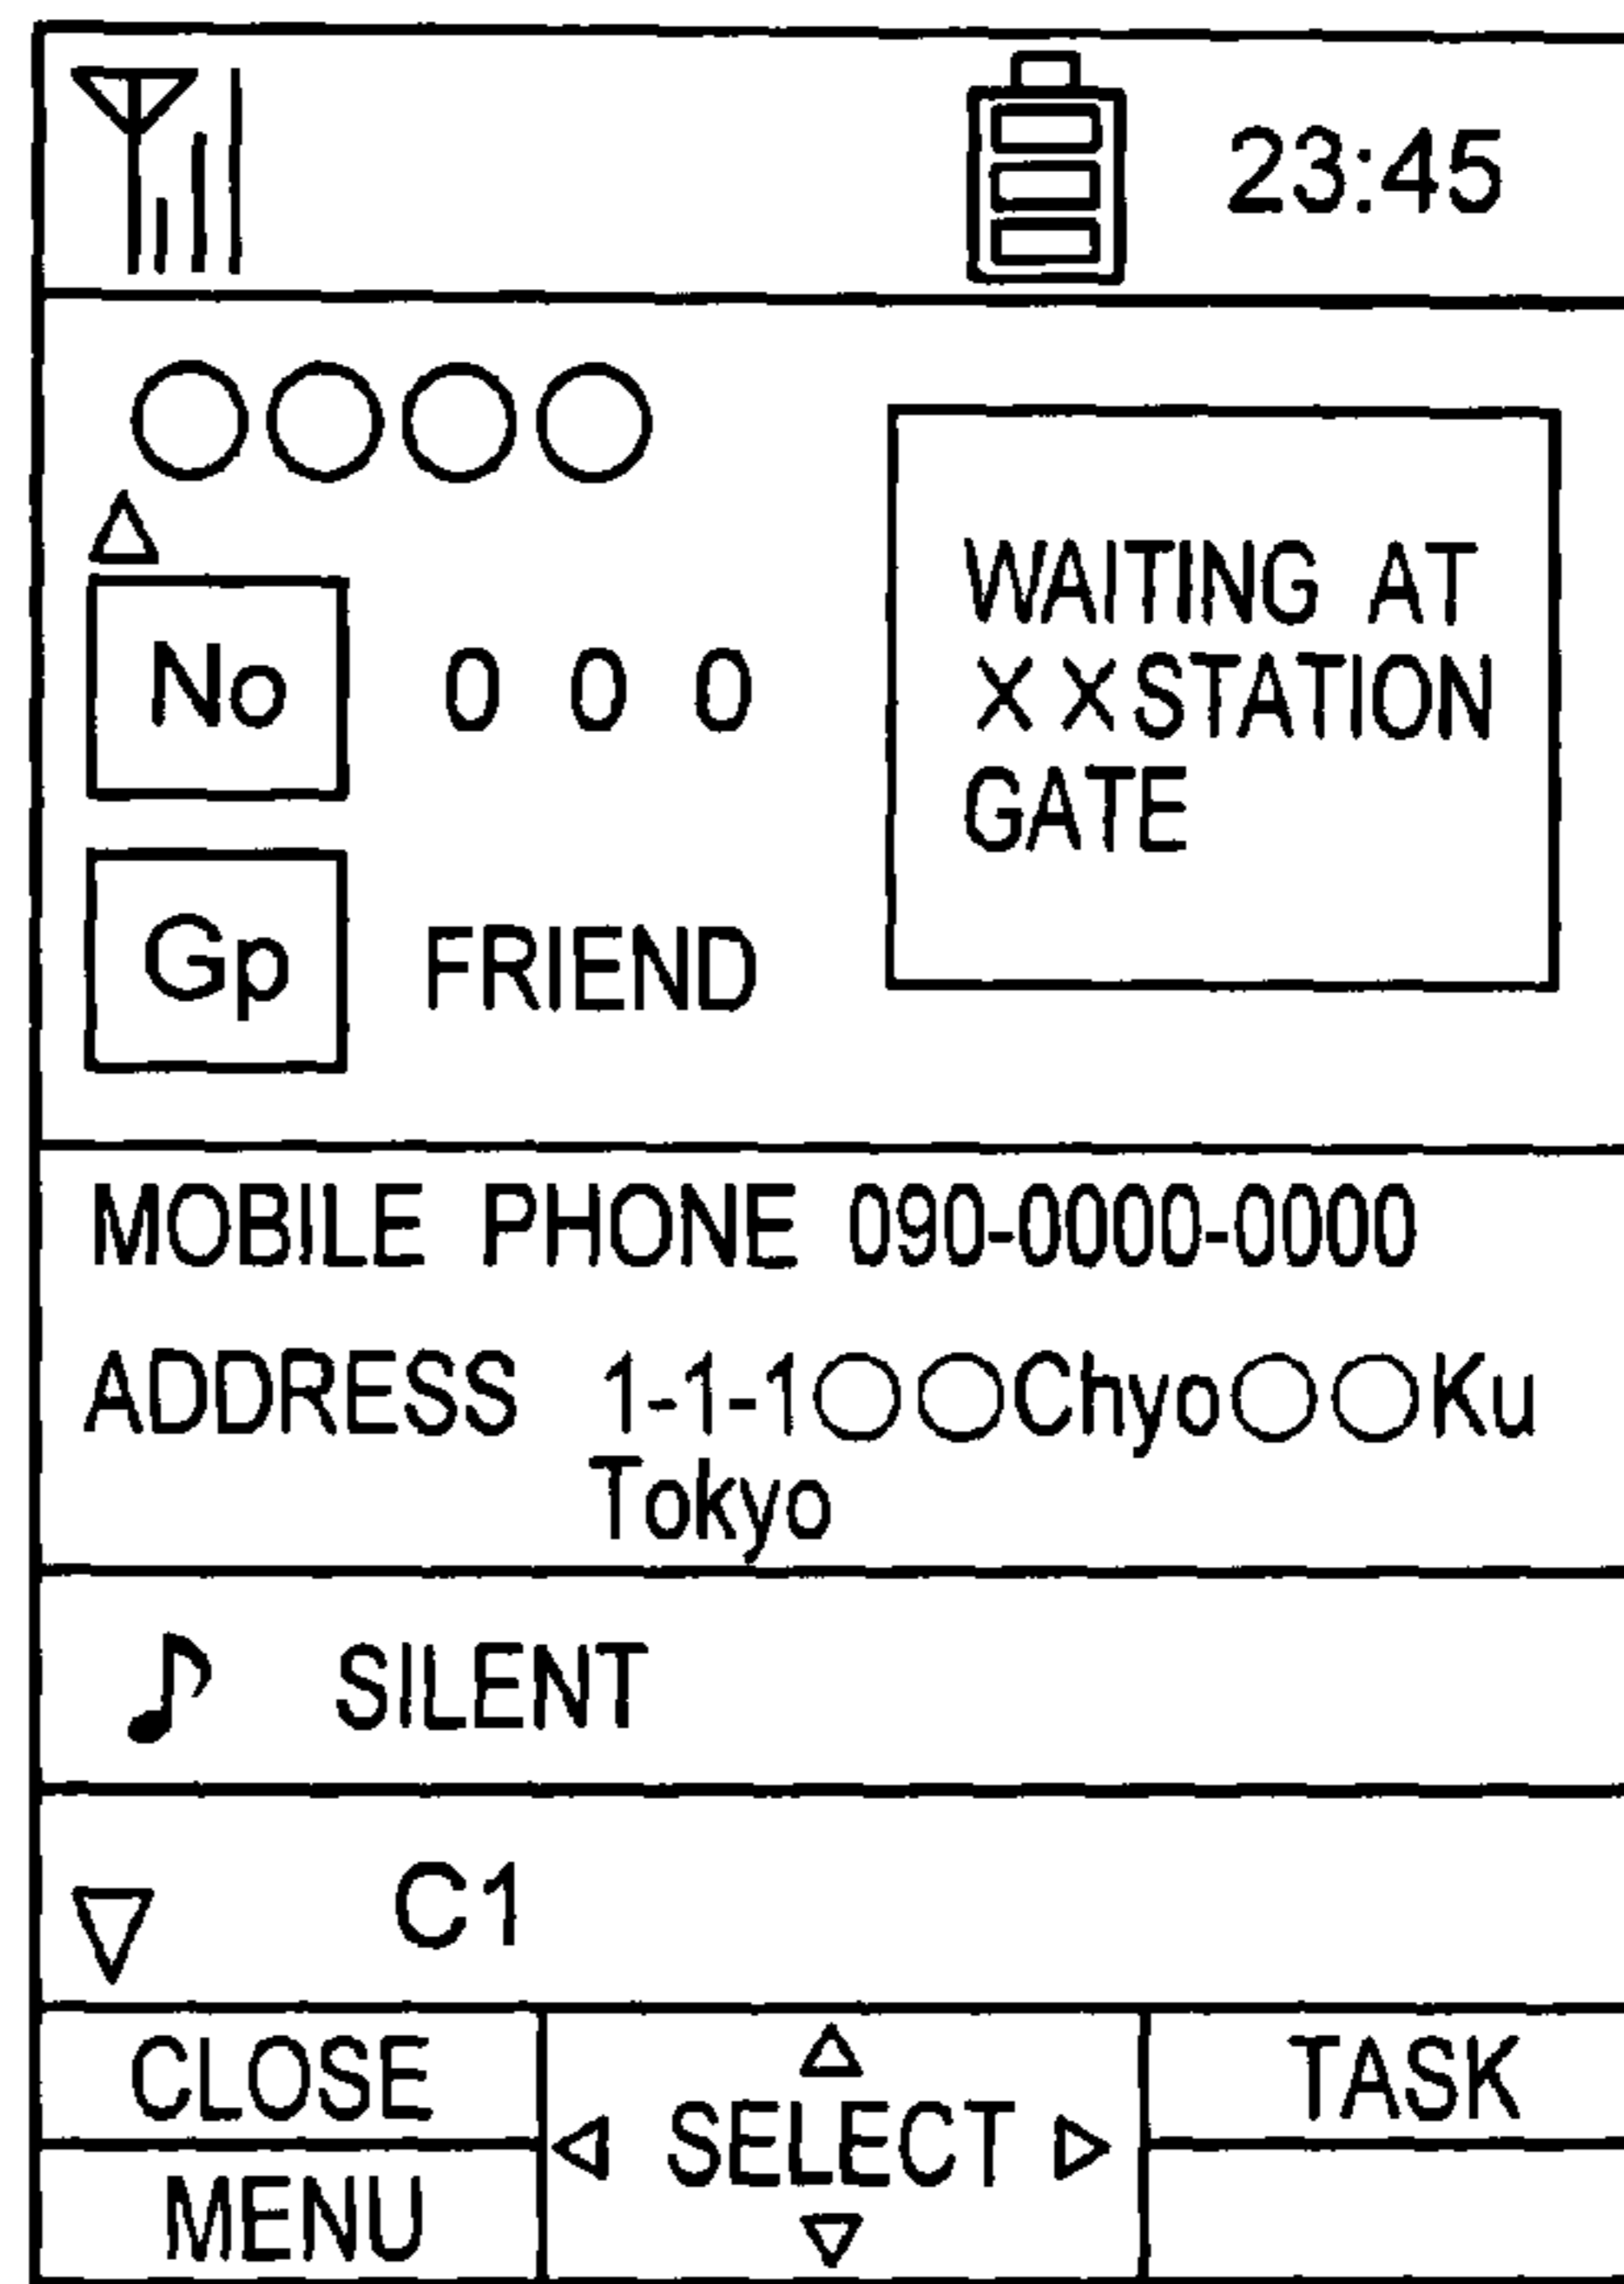 23:45
○○○○
WAITING AT
××STATION
GATE
No 0 0 0
Gp FRIEND
MOBILE PHONE 090-0000-0000
ADDRESS 1-1-1○○Chyo○○Ku
Tokyo
SILENT
C1
CLOSE
SELECT
TASK
MENU